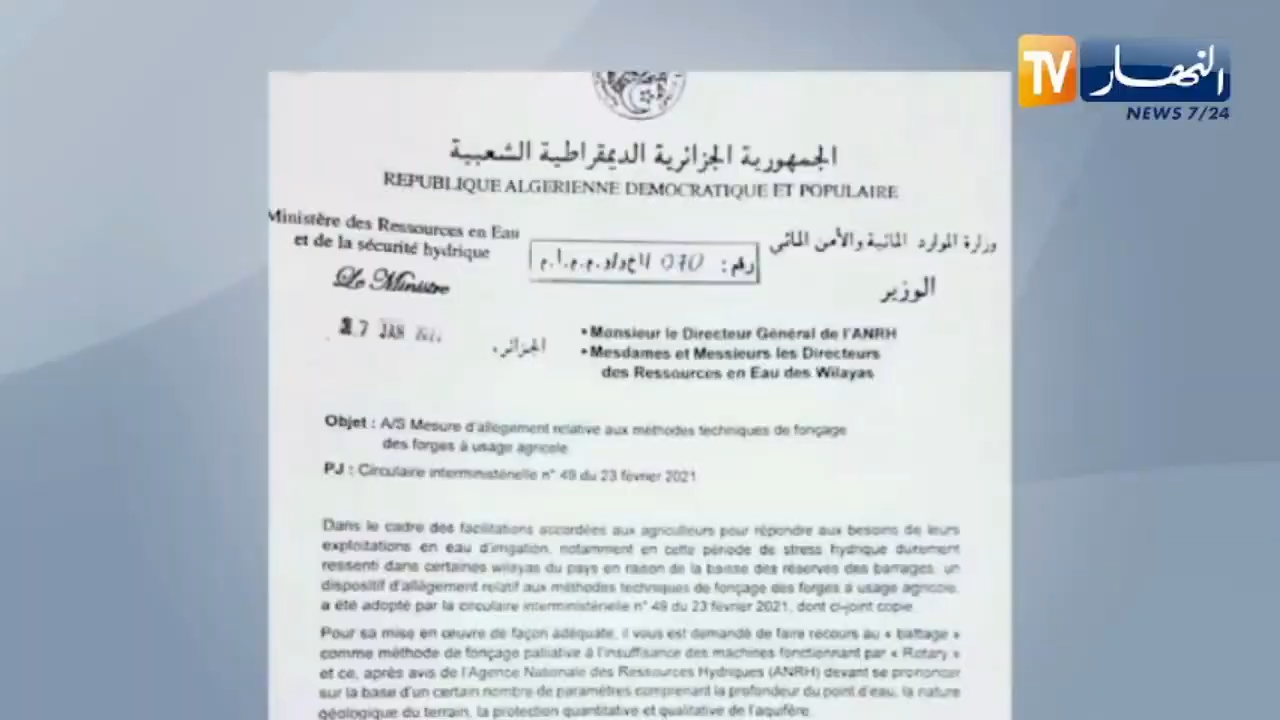 TV النهار
NEWS 7/24
الجمهورية الجزائرية الديمقراطية الشعبية
REPUBLIQUE ALGERIENNE DEMOCRATIQUE ET POPULAIRE
Ministère des Ressources en Eau
et de la sécurité hydrique
Le Ministre
وزارة الموارد المائية والأمن المائي
الوزير
رقم: 070
17 JAN
الجزائر،
• Monsieur le Directeur Général de l'ANRH
• Mesdames et Messieurs les Directeurs
des Ressources en Eau des Wilayas
Objet : A/S Mesure d'allègement relative aux méthodes techniques de fonçage
des forges à usage agricole.
PJ : Circulaire interministérielle n° 49 du 23 février 2021
Dans le cadre des facilitations accordées aux agriculteurs pour répondre aux besoins de leurs
exploitations en eau d'irrigation, notamment en cette période de stress hydrique durement
ressenti dans certaines wilayas du pays en raison de la baisse des réserves des barrages, un
dispositif d'allègement relatif aux méthodes techniques de fonçage des forges à usage agricole,
a été adopté par la circulaire interministérielle n° 49 du 23 février 2021, dont ci-joint copie.
Pour sa mise en œuvre de façon adéquate, il vous est demandé de faire recours au « battage »
comme méthode de fonçage palliative à l'insuffisance des machines fonctionnant par « Rotary »
et ce, après avis de l'Agence Nationale des Ressources Hydriques (ANRH) devant se prononcer
sur la base d'un certain nombre de paramètres comprenant la profondeur du point d'eau, la nature
géologique du terrain, la protection quantitative et qualitative de l'aquifère.